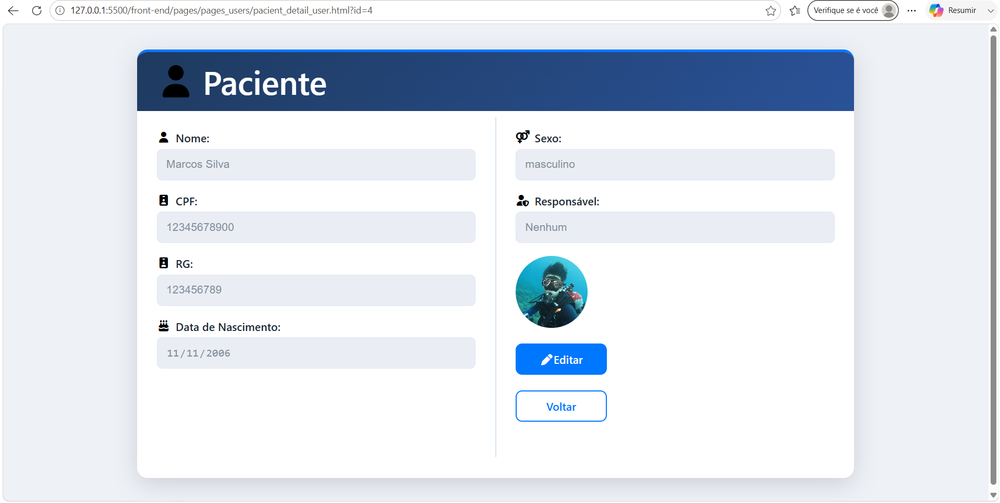 127.0.0.1:5500/front-end/pages/pages_users/pacient_detail_user.html?id=4
Verifique se é você
Resumir
Paciente
Nome:
Marcos Silva
CPF:
12345678900
RG:
123456789
Data de Nascimento:
11/11/2006
Sexo:
masculino
Responsável:
Nenhum
Editar
Voltar